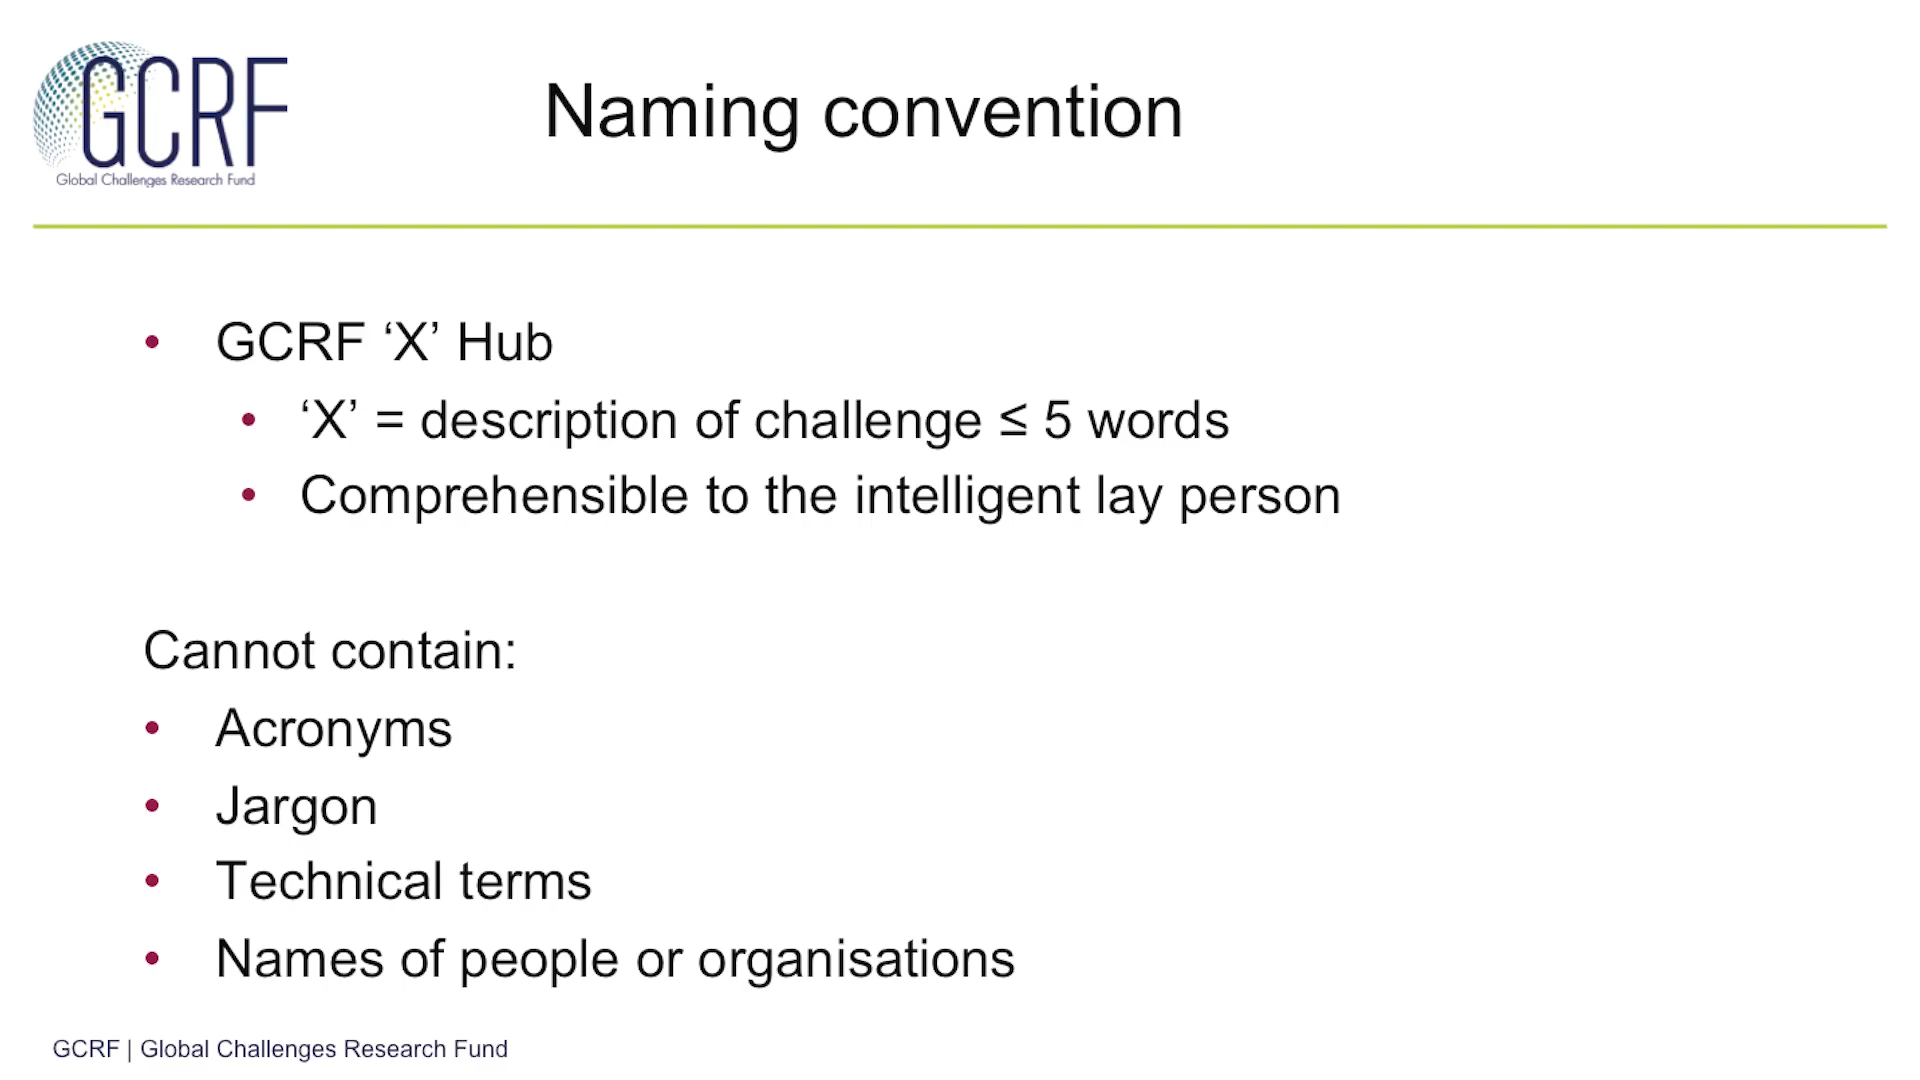 GCRF
Global Challenges Research Fund
Naming convention
• GCRF ‘X’ Hub
• ‘X’ = description of challenge ≤ 5 words
• Comprehensible to the intelligent lay person
Cannot contain:
• Acronyms
• Jargon
• Technical terms
• Names of people or organisations
GCRF | Global Challenges Research Fund